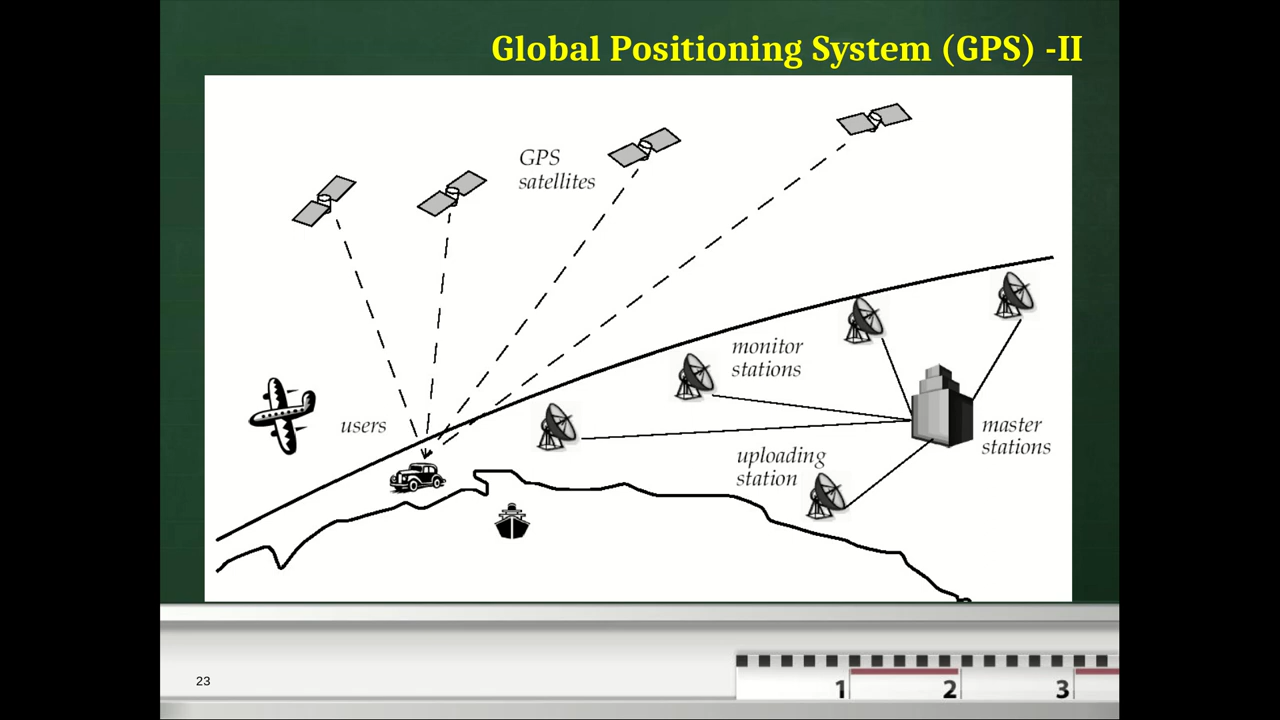 Global Positioning System (GPS) -II
GPS
satellites
monitor
stations
users
master
stations
uploading
station
23
1
2
3